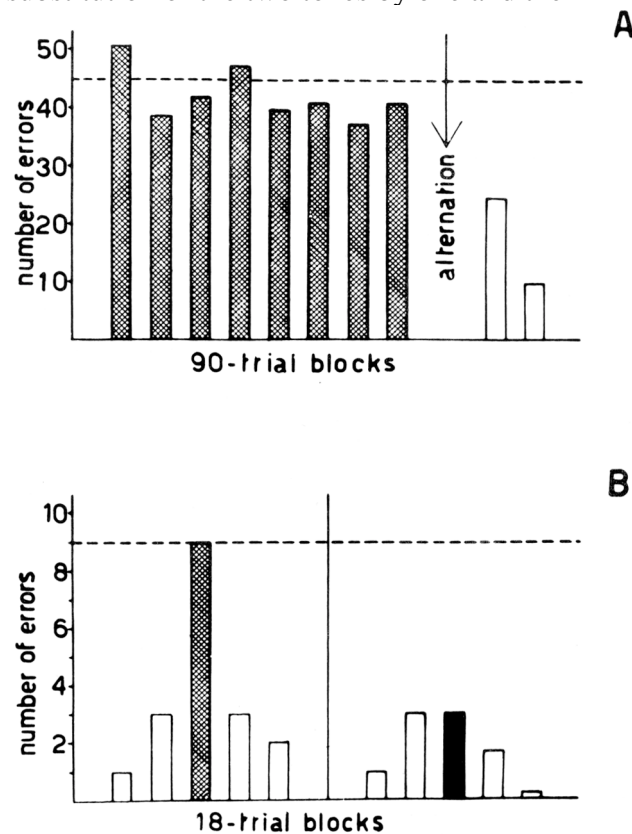 A
50
40
30
20
10
number of errors
alternation
90-trial blocks
B
10
8
6
4
2
number of errors
18-trial blocks